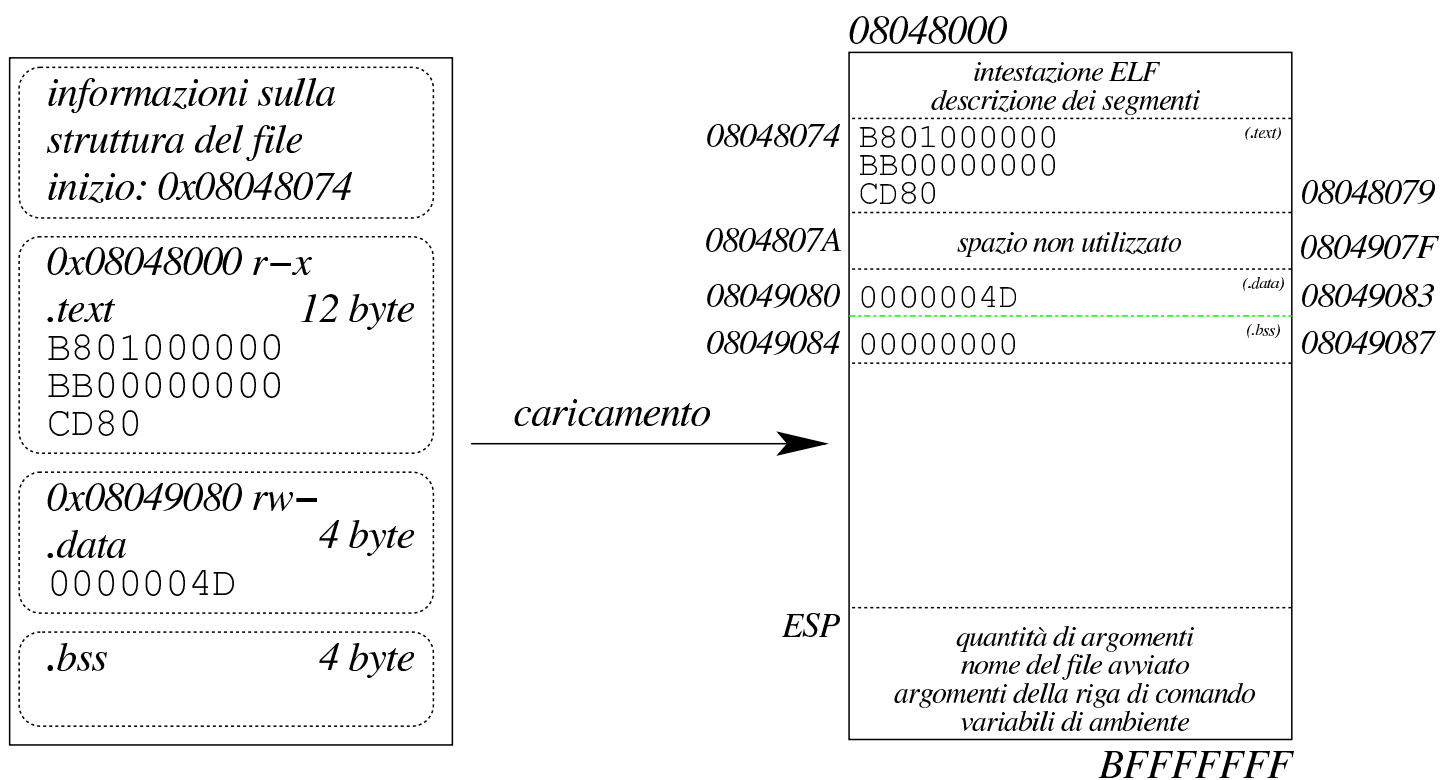 informazioni sulla
struttura del file
inizio: 0x08048074
0x08048000 r−x
.text 12 byte
B801000000
BB00000000
CD80
0x08049080 rw−
.data 4 byte
0000004D
.bss 4 byte
caricamento
08048000
intestazione ELF
descrizione dei segmenti
08048074 B801000000 (.text)
BB00000000
CD80 08048079
0804807A spazio non utilizzato 0804907F
08049080 0000004D (.data) 08049083
08049084 00000000 (.bss) 08049087
ESP
quantità di argomenti
nome del file avviato
argomenti della riga di comando
variabili di ambiente
BFFFFFFF